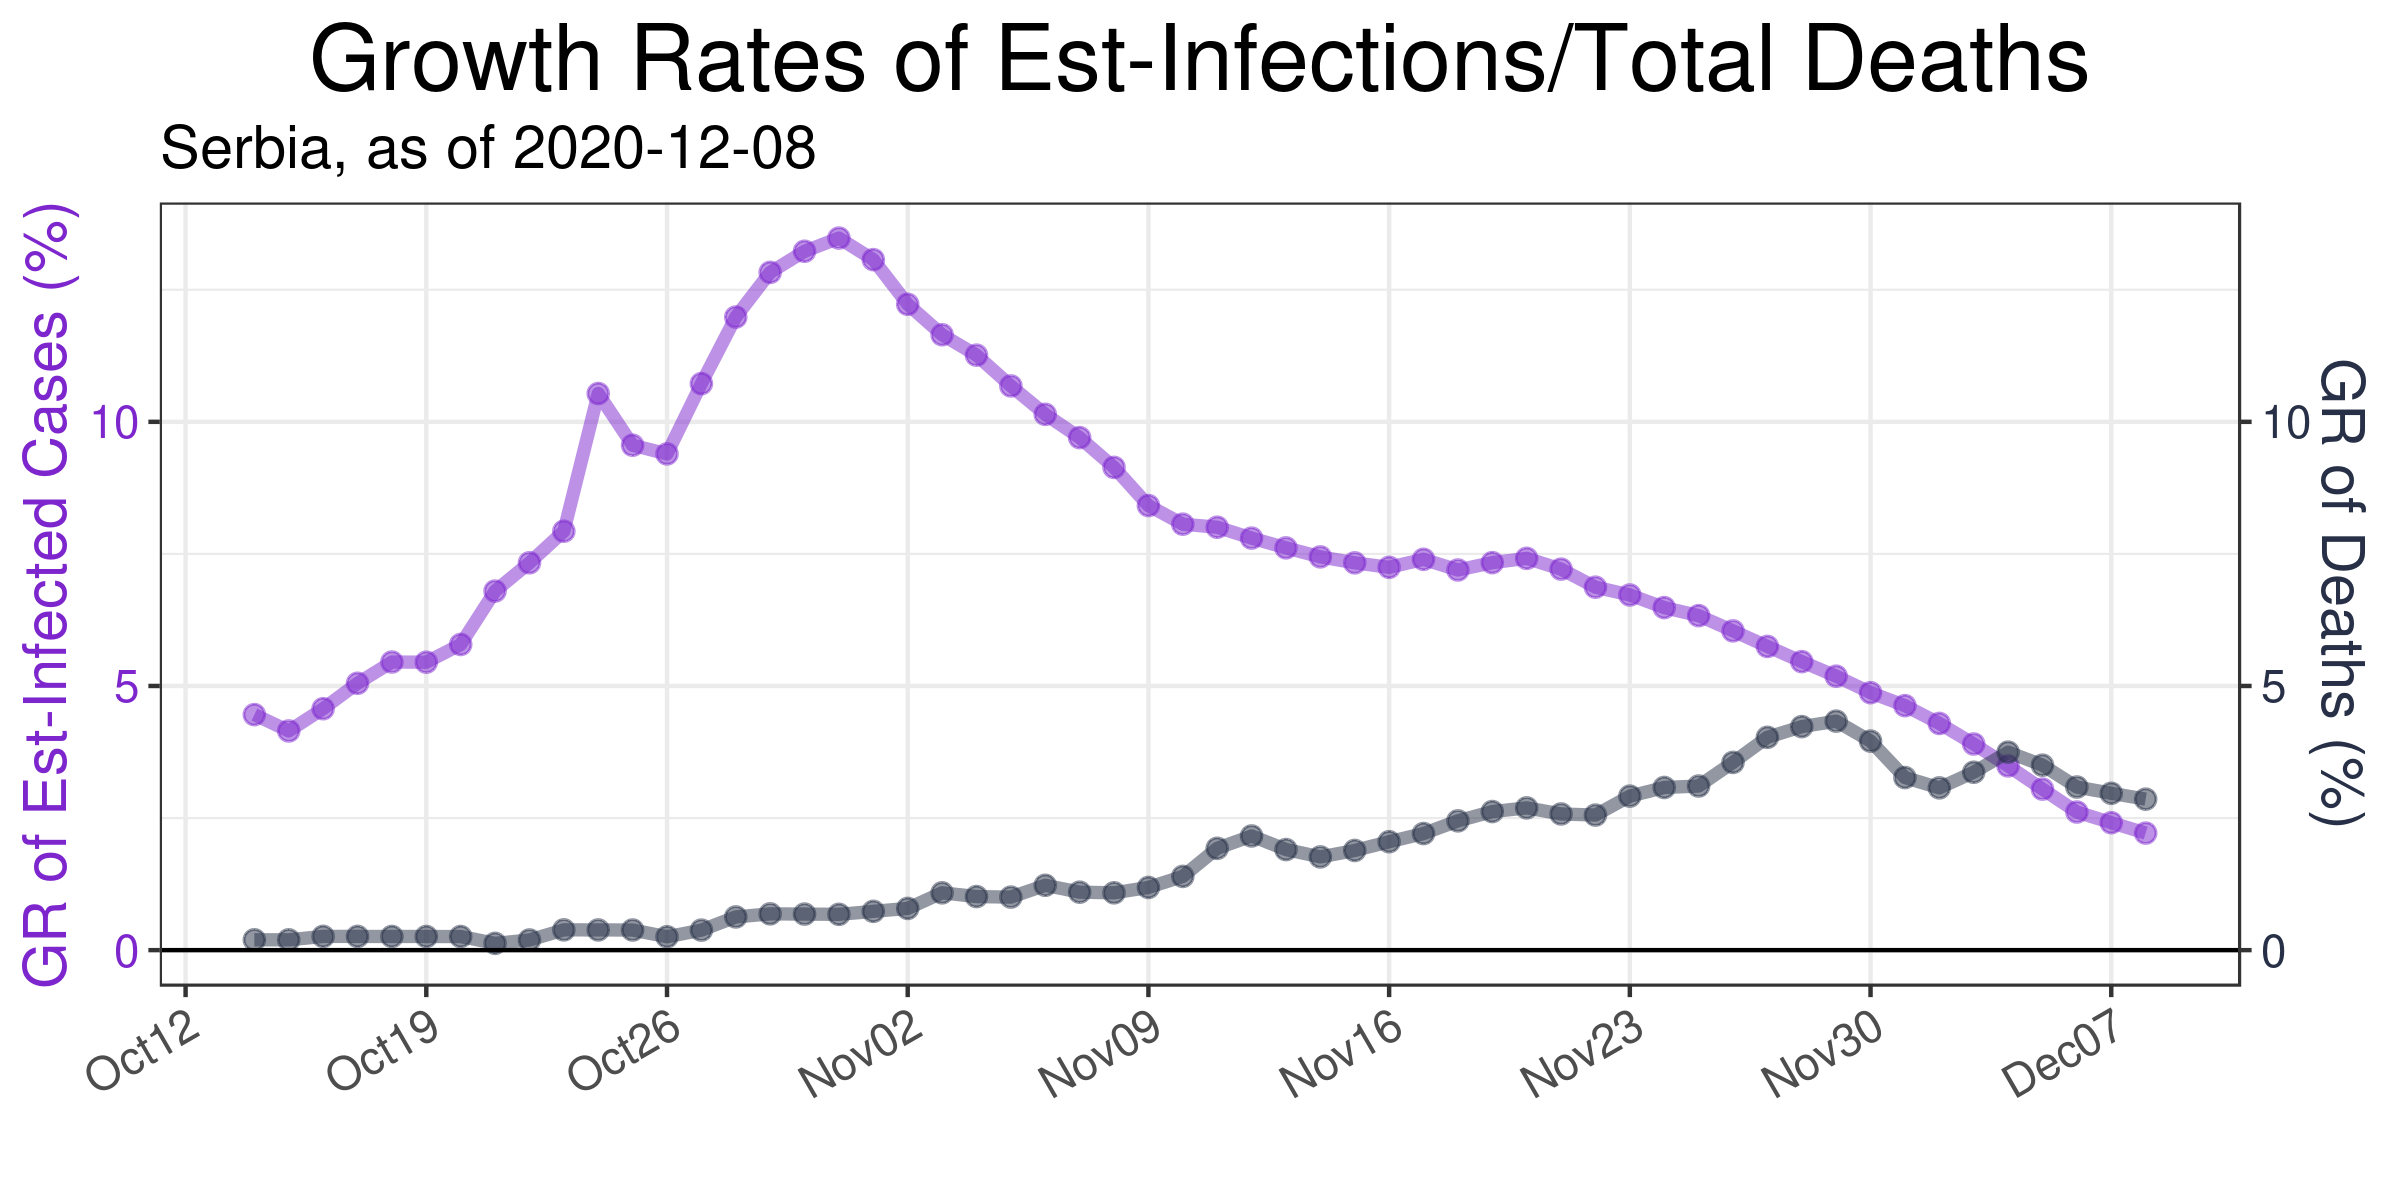 Growth Rates of Est-Infections/Total Deaths
Serbia, as of 2020-12-08
GR of Est-Infected Cases (%)
10
5
0
10
5
0
GR of Deaths (%)
Oct12
Oct19
Oct26
Nov02
Nov09
Nov16
Nov23
Nov30
Dec07